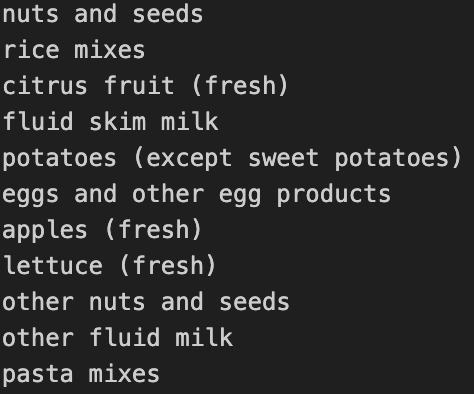 nuts and seeds
rice mixes
citrus fruit (fresh)
fluid skim milk
potatoes (except sweet potatoes)
eggs and other egg products
apples (fresh)
lettuce (fresh)
other nuts and seeds
other fluid milk
pasta mixes